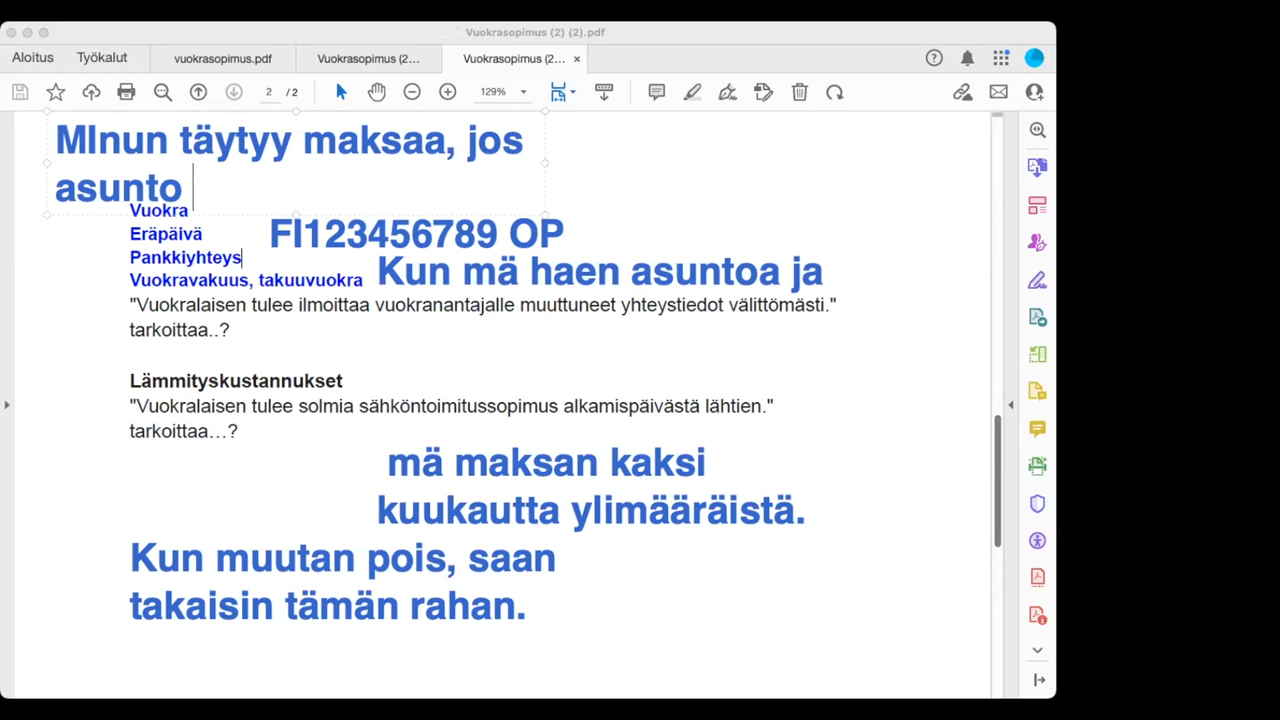 Vuokrasopimus (2) (2).pdf
Aloitus Työkalut vuokrasopimus.pdf Vuokrasopimus (2... Vuokrasopimus (2... ×
2 / 2 129%
MInun täytyy maksaa, jos
asunto
Vuokra
Eräpäivä FI123456789 OP
Pankkiyhteys
Vuokravakuus, takuuvuokra Kun mä haen asuntoa ja
"Vuokralaisen tulee ilmoittaa vuokranantajalle muuttuneet yhteystiedot välittömästi."
tarkoittaa..?
Lämmityskustannukset
"Vuokralaisen tulee solmia sähköntoimitussopimus alkamispäivästä lähtien."
tarkoittaa…?
mä maksan kaksi
kuukautta ylimääräistä.
Kun muutan pois, saan
takaisin tämän rahan.